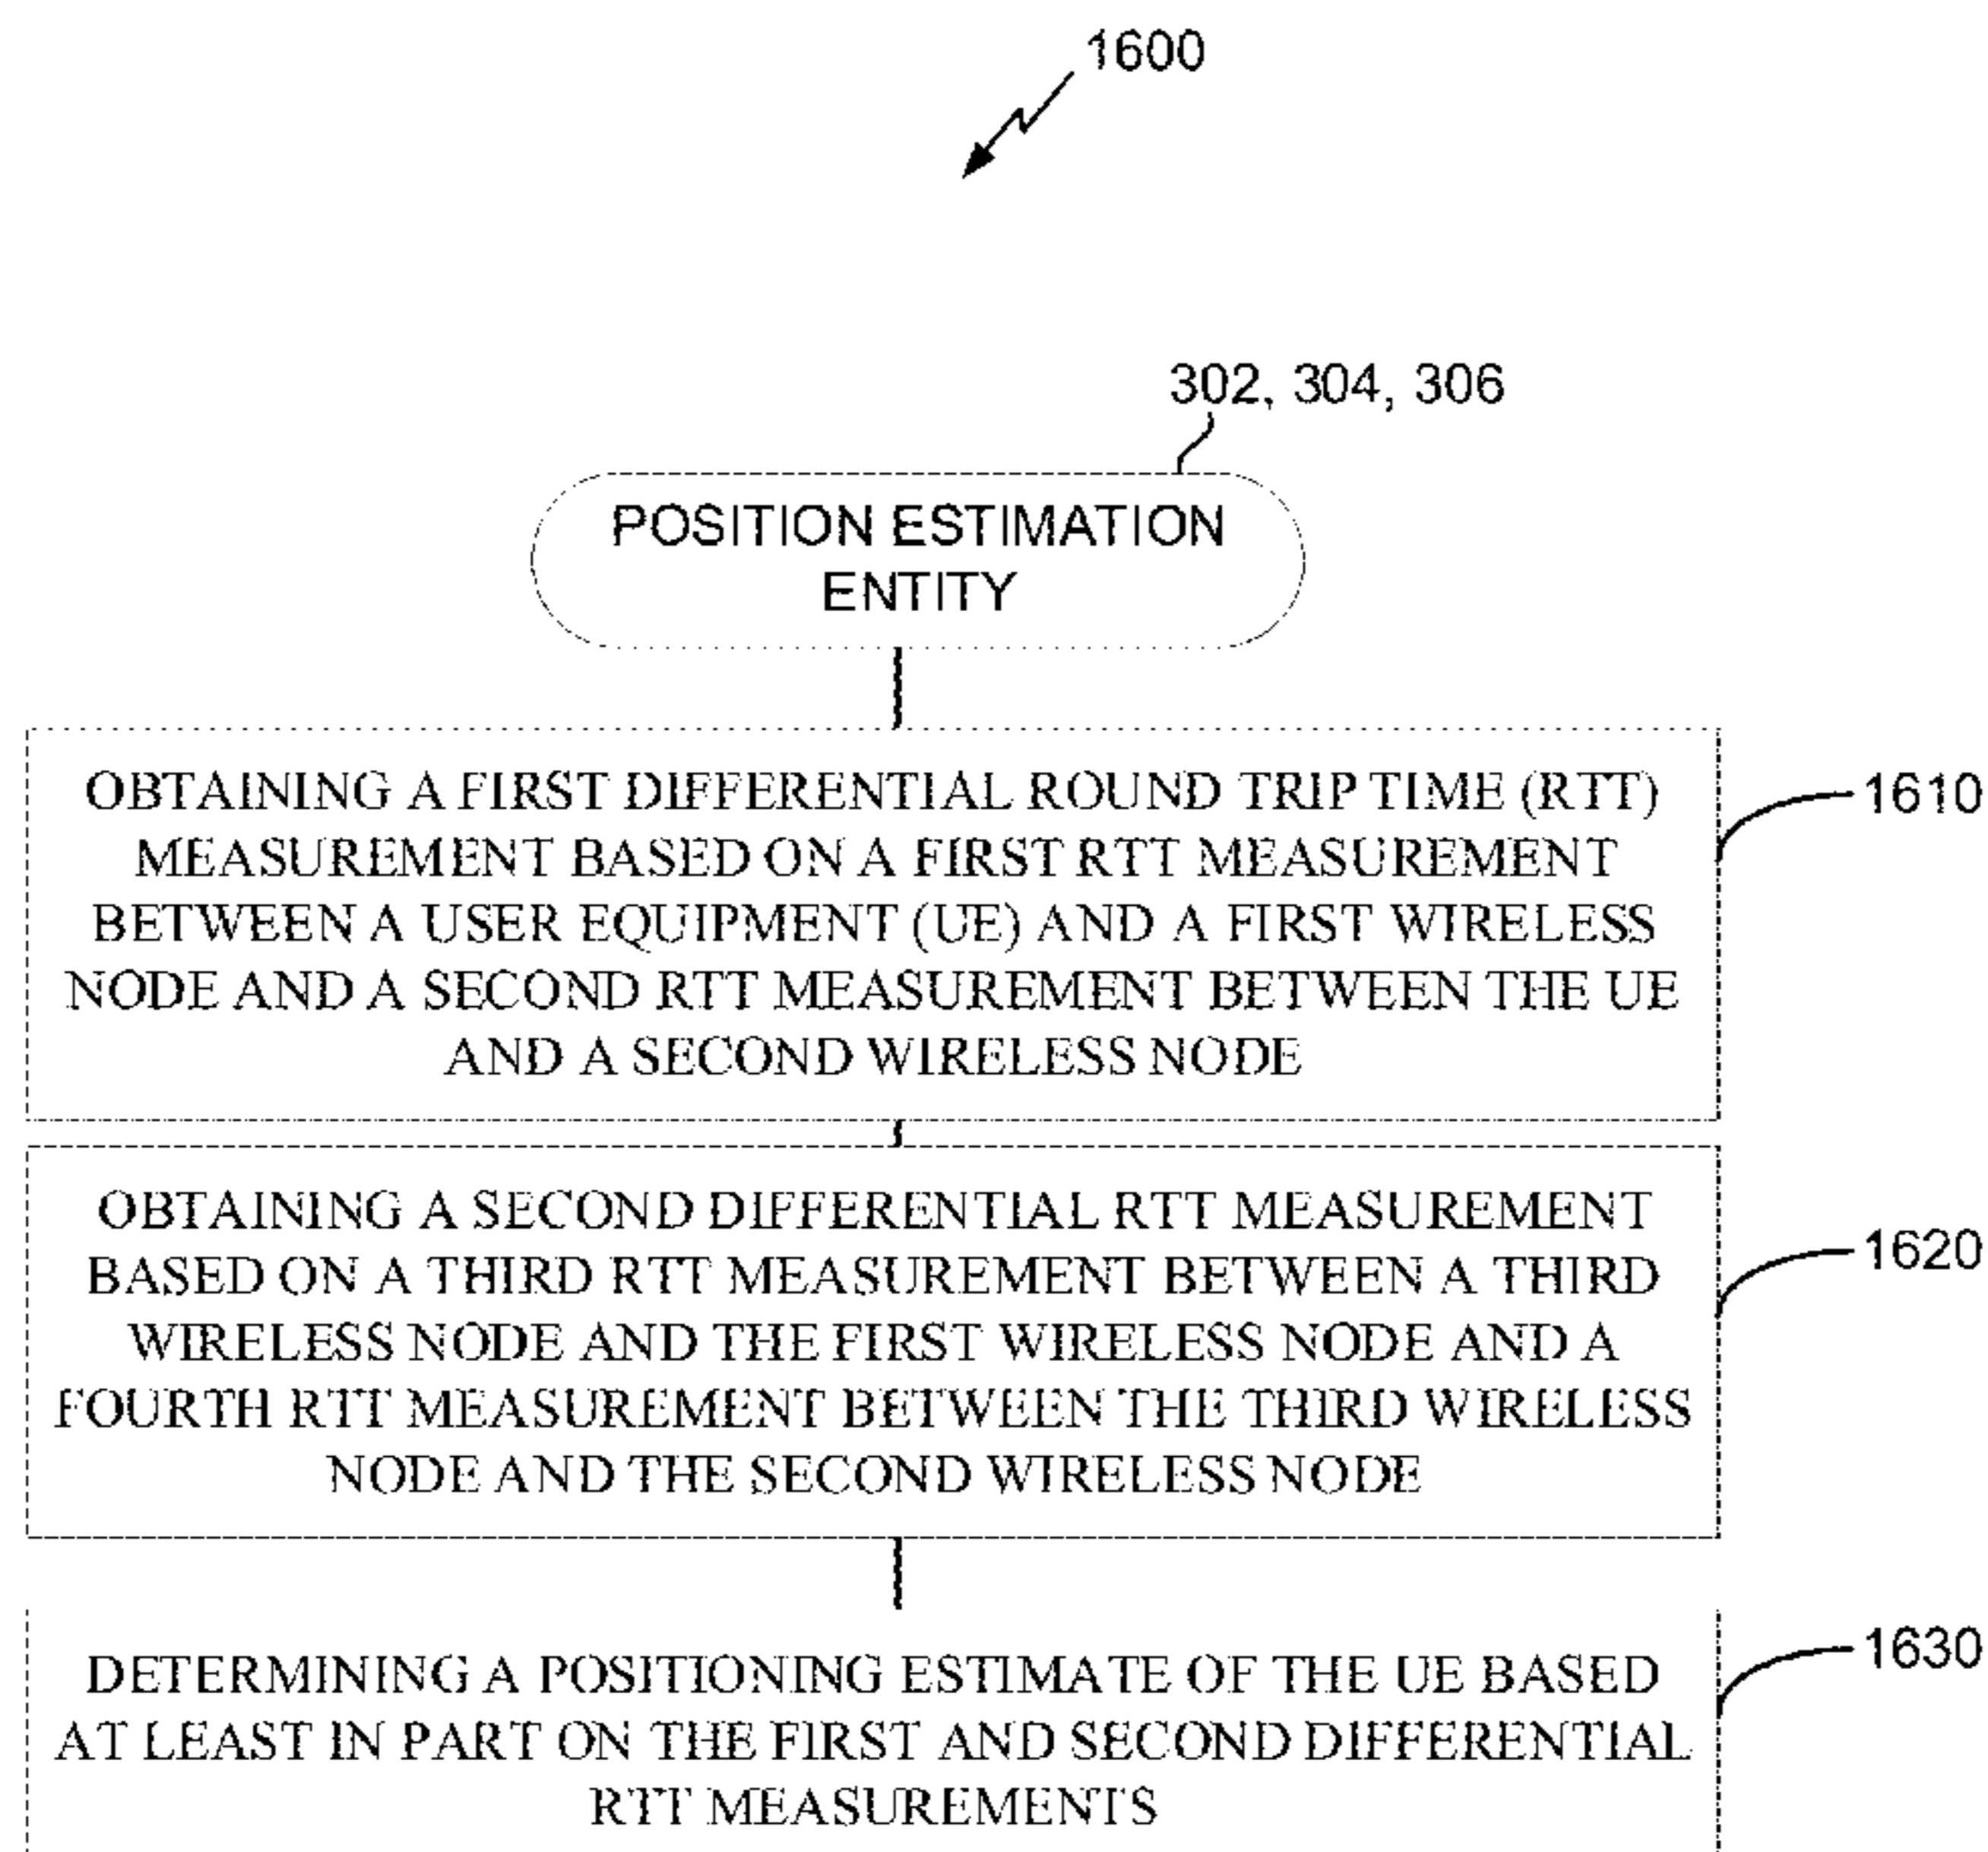 1600
302, 304, 306
POSITION ESTIMATION
ENTITY
OBTAINING A FIRST DIFFERENTIAL ROUND TRIP TIME (RTT)
MEASUREMENT BASED ON A FIRST RTT MEASUREMENT
BETWEEN A USER EQUIPMENT (UE) AND A FIRST WIRELESS
NODE AND A SECOND RTT MEASUREMENT BETWEEN THE UE
AND A SECOND WIRELESS NODE
1610
OBTAINING A SECOND DIFFERENTIAL RTT MEASUREMENT
BASED ON A THIRD RTT MEASUREMENT BETWEEN A THIRD
WIRELESS NODE AND THE FIRST WIRELESS NODE AND A
FOURTH RTT MEASUREMENT BETWEEN THE THIRD WIRELESS
NODE AND THE SECOND WIRELESS NODE
1620
DETERMINING A POSITIONING ESTIMATE OF THE UE BASED
AT LEAST IN PART ON THE FIRST AND SECOND DIFFERENTIAL
RTT MEASUREMENTS
1630